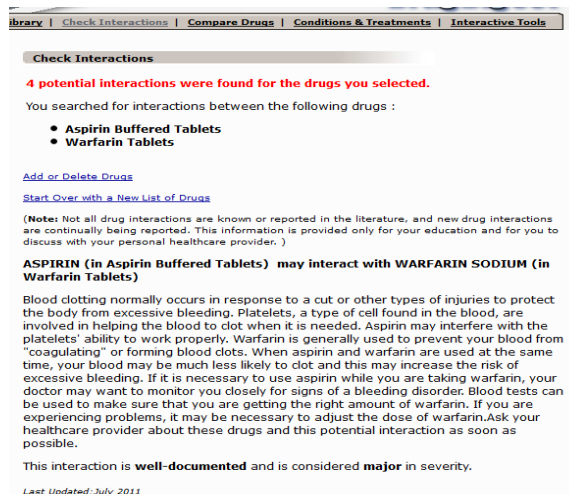 ibrary | Check Interactions | Compare Drugs | Conditions & Treatments | Interactive Tools
Check Interactions
4 potential interactions were found for the drugs you selected.
You searched for interactions between the following drugs :
● Aspirin Buffered Tablets
● Warfarin Tablets
Add or Delete Drugs
Start Over with a New List of Drugs
(Note: Not all drug interactions are known or reported in the literature, and new drug interactions
are continually being reported. This information is provided only for your education and for you to
discuss with your personal healthcare provider. )
ASPIRIN (in Aspirin Buffered Tablets)  may interact with WARFARIN SODIUM (in
Warfarin Tablets)
Blood clotting normally occurs in response to a cut or other types of injuries to protect
the body from excessive bleeding. Platelets, a type of cell found in the blood, are
involved in helping the blood to clot when it is needed. Aspirin may interfere with the
platelets' ability to work properly. Warfarin is generally used to prevent your blood from
"coagulating" or forming blood clots. When aspirin and warfarin are used at the same
time, your blood may be much less likely to clot and this may increase the risk of
excessive bleeding. If it is necessary to use aspirin while you are taking warfarin, your
doctor may want to monitor you closely for signs of a bleeding disorder. Blood tests can
be used to make sure that you are getting the right amount of warfarin. If you are
experiencing problems, it may be necessary to adjust the dose of warfarin.Ask your
healthcare provider about these drugs and this potential interaction as soon as
possible.
This interaction is well-documented and is considered major in severity.
Last Updated:July 2011